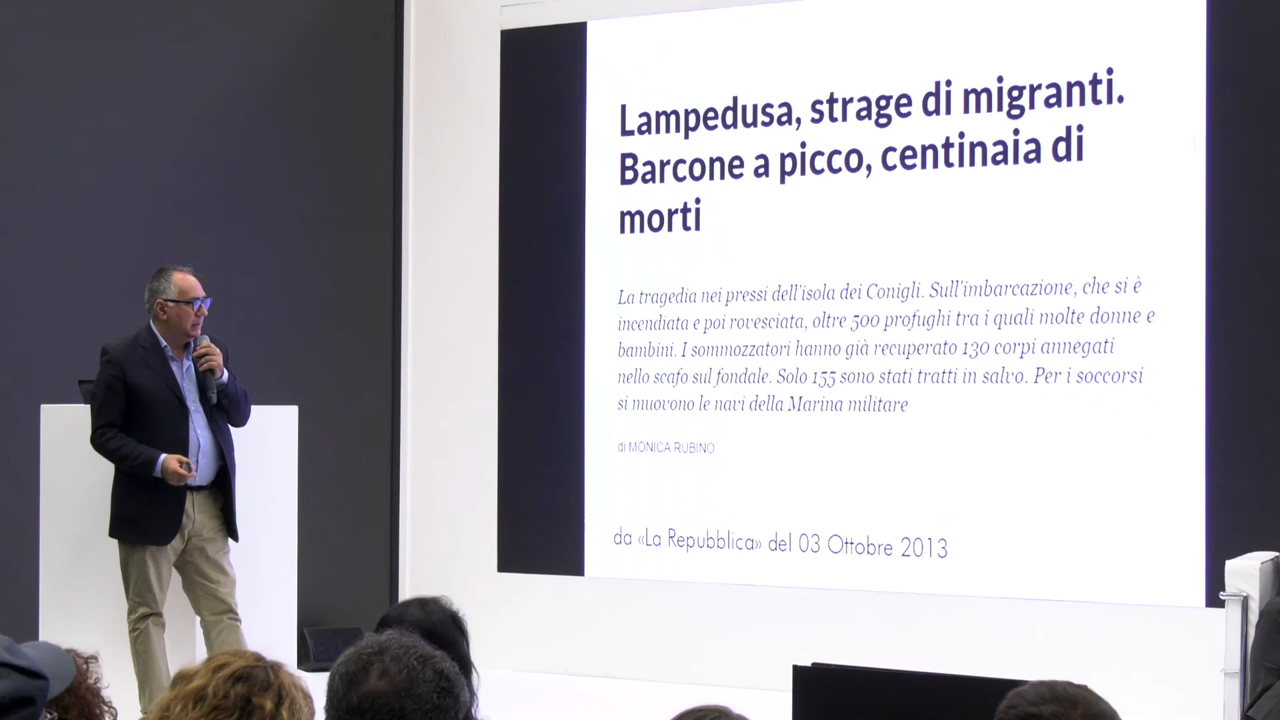 Lampedusa, strage di migranti.
Barcone a picco, centinaia di
morti
La tragedia nei pressi dell'isola dei Conigli. Sull'imbarcazione, che si è
incendiata e poi rovesciata, oltre 500 profughi tra i quali molte donne e
bambini. I sommozzatori hanno già recuperato 130 corpi annegati
nello scafo sul fondale. Solo 155 sono stati tratti in salvo. Per i soccorsi
si muovono le navi della Marina militare
di MONICA RUBINO
da «La Repubblica» del 03 Ottobre 2013